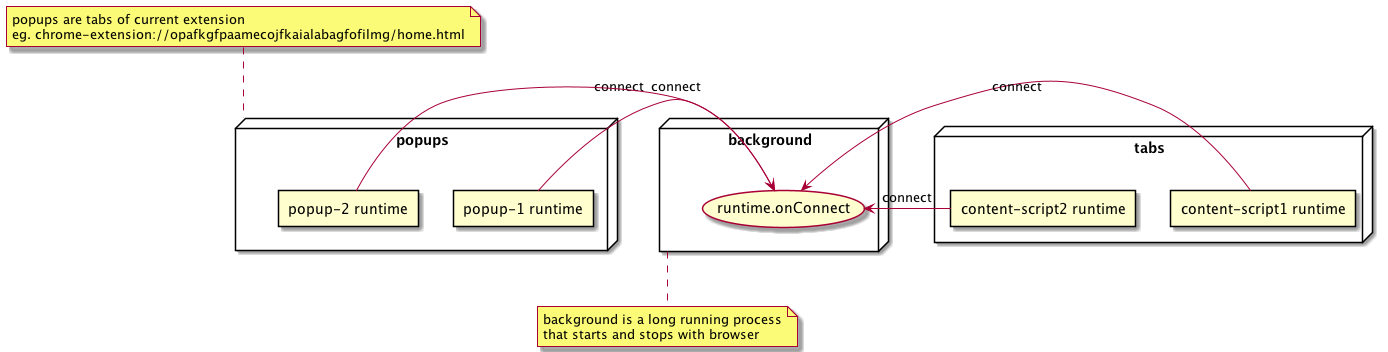 popups are tabs of current extension
eg. chrome-extension://opafkgfpaamecojfkaialabagfofilmg/home.html
connect connect
connect
popups
background
tabs
connect
popup-2 runtime
popup-1 runtime
runtime.onConnect
content-script2 runtime
content-script1 runtime
background is a long running process
that starts and stops with browser